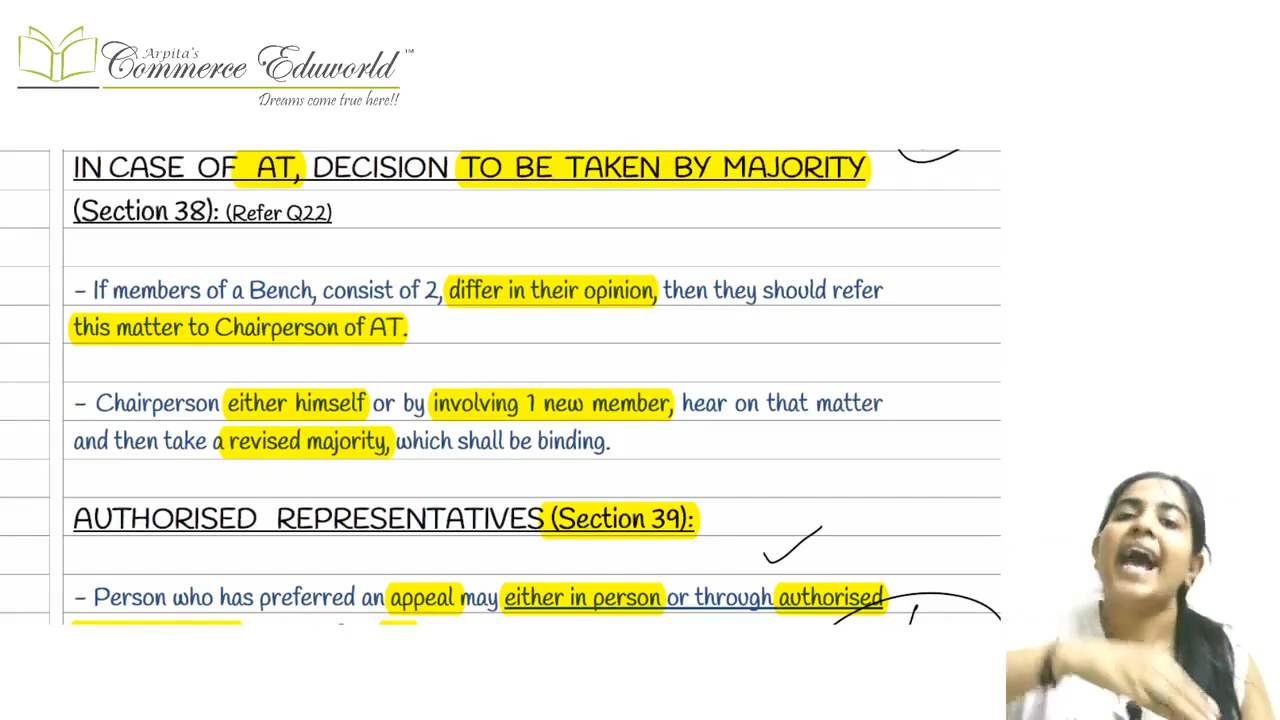 Arpita's
Commerce Eduworld™
Dreams come true here!!
IN CASE OF AT, DECISION TO BE TAKEN BY MAJORITY
(Section 38): (Refer Q22)
– If members of a Bench, consist of 2, differ in their opinion, then they should refer
this matter to Chairperson of AT.
– Chairperson either himself or by involving 1 new member, hear on that matter
and then take a revised majority, which shall be binding.
AUTHORISED REPRESENTATIVES (Section 39):
– Person who has preferred an appeal may either in person or through authorised